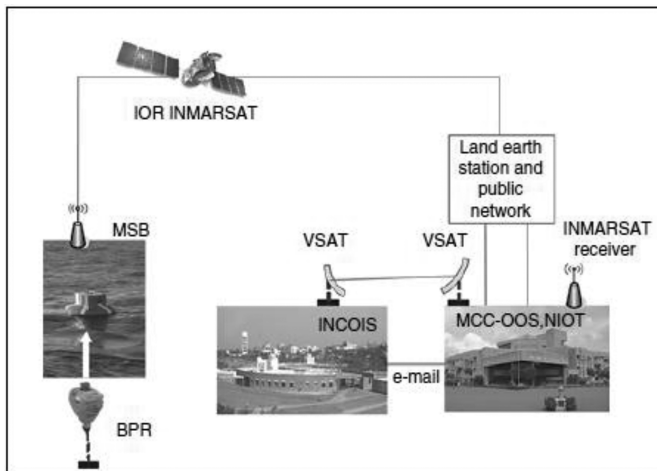 IOR INMARSAT
Land earth
station and
public
network
MSB
VSAT
VSAT
INMARSAT
receiver
INCOIS
MCC-OOS,NIOT
e-mail
BPR